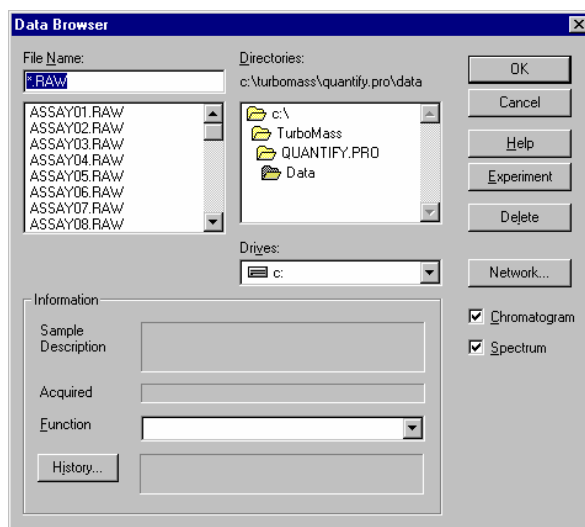 Data Browser
File Name:
*.RAW
ASSAY01.RAW
ASSAY02.RAW
ASSAY03.RAW
ASSAY04.RAW
ASSAY05.RAW
ASSAY06.RAW
ASSAY07.RAW
ASSAY08.RAW
Directories:
c:\turbomass\quantify.pro\data
c:\
TurboMass
QUANTIFY.PRO
Data
Drives:
c:
OK
Cancel
Help
Experiment
Delete
Network...
Chromatogram
Spectrum
Information
Sample
Description
Acquired
Function
History...